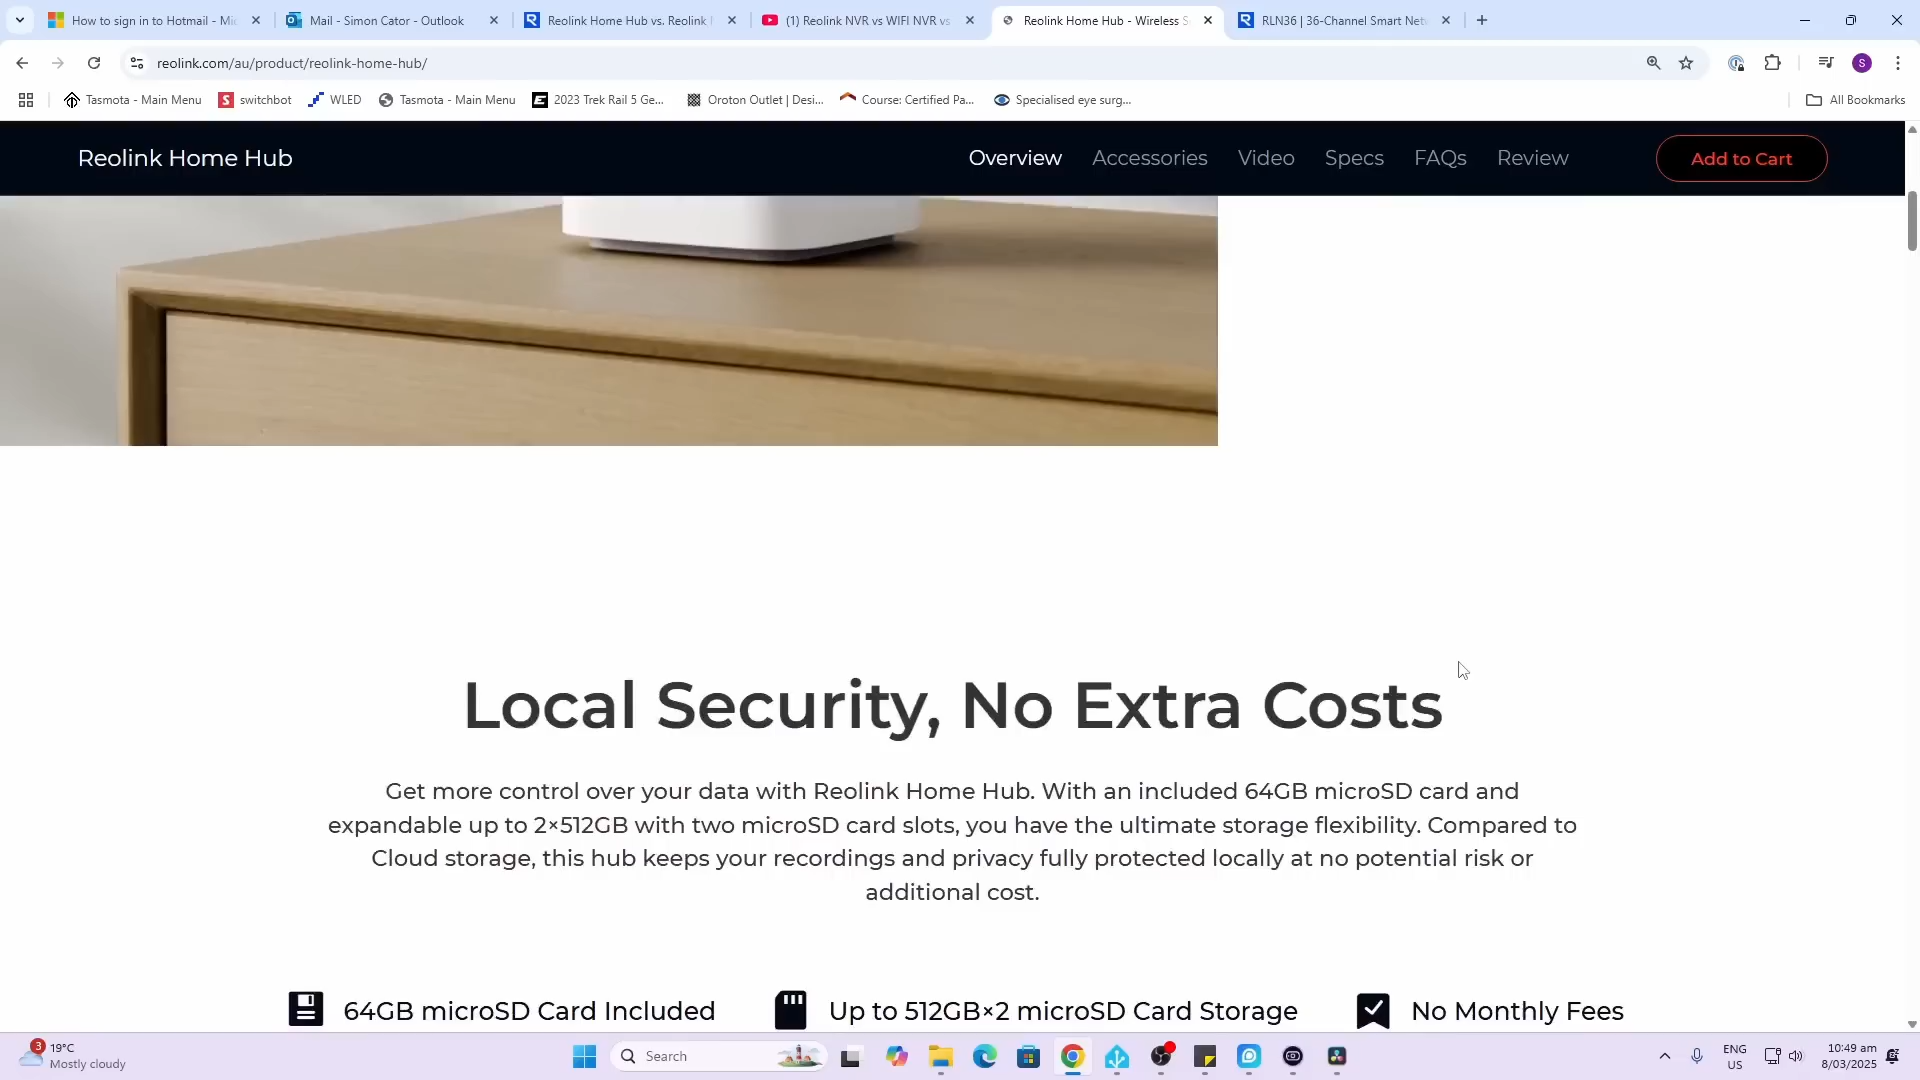 How to sign in to Hotmail - Mi
Mail - Simon Cator - Outlook
Reolink Home Hub vs. Reolink
(1) Reolink NVR vs WIFI NVR vs
Reolink Home Hub - Wireless S
RLN36 | 36-Channel Smart Net
reolink.com/au/product/reolink-home-hub/
S
Tasmota - Main Menu
switchbot
WLED
Tasmota - Main Menu
2023 Trek Rail 5 Ge...
Oroton Outlet | Desi...
Course: Certified Pa...
Specialised eye surg...
All Bookmarks
Reolink Home Hub
Overview
Accessories
Video
Specs
FAQs
Review
Add to Cart
Local Security, No Extra Costs
Get more control over your data with Reolink Home Hub. With an included 64GB microSD card and
expandable up to 2×512GB with two microSD card slots, you have the ultimate storage flexibility. Compared to
Cloud storage, this hub keeps your recordings and privacy fully protected locally at no potential risk or
additional cost.
64GB microSD Card Included
Up to 512GB×2 microSD Card Storage
No Monthly Fees
3
19°C
Mostly cloudy
Search
ENG
US
10:49 am
8/03/2025